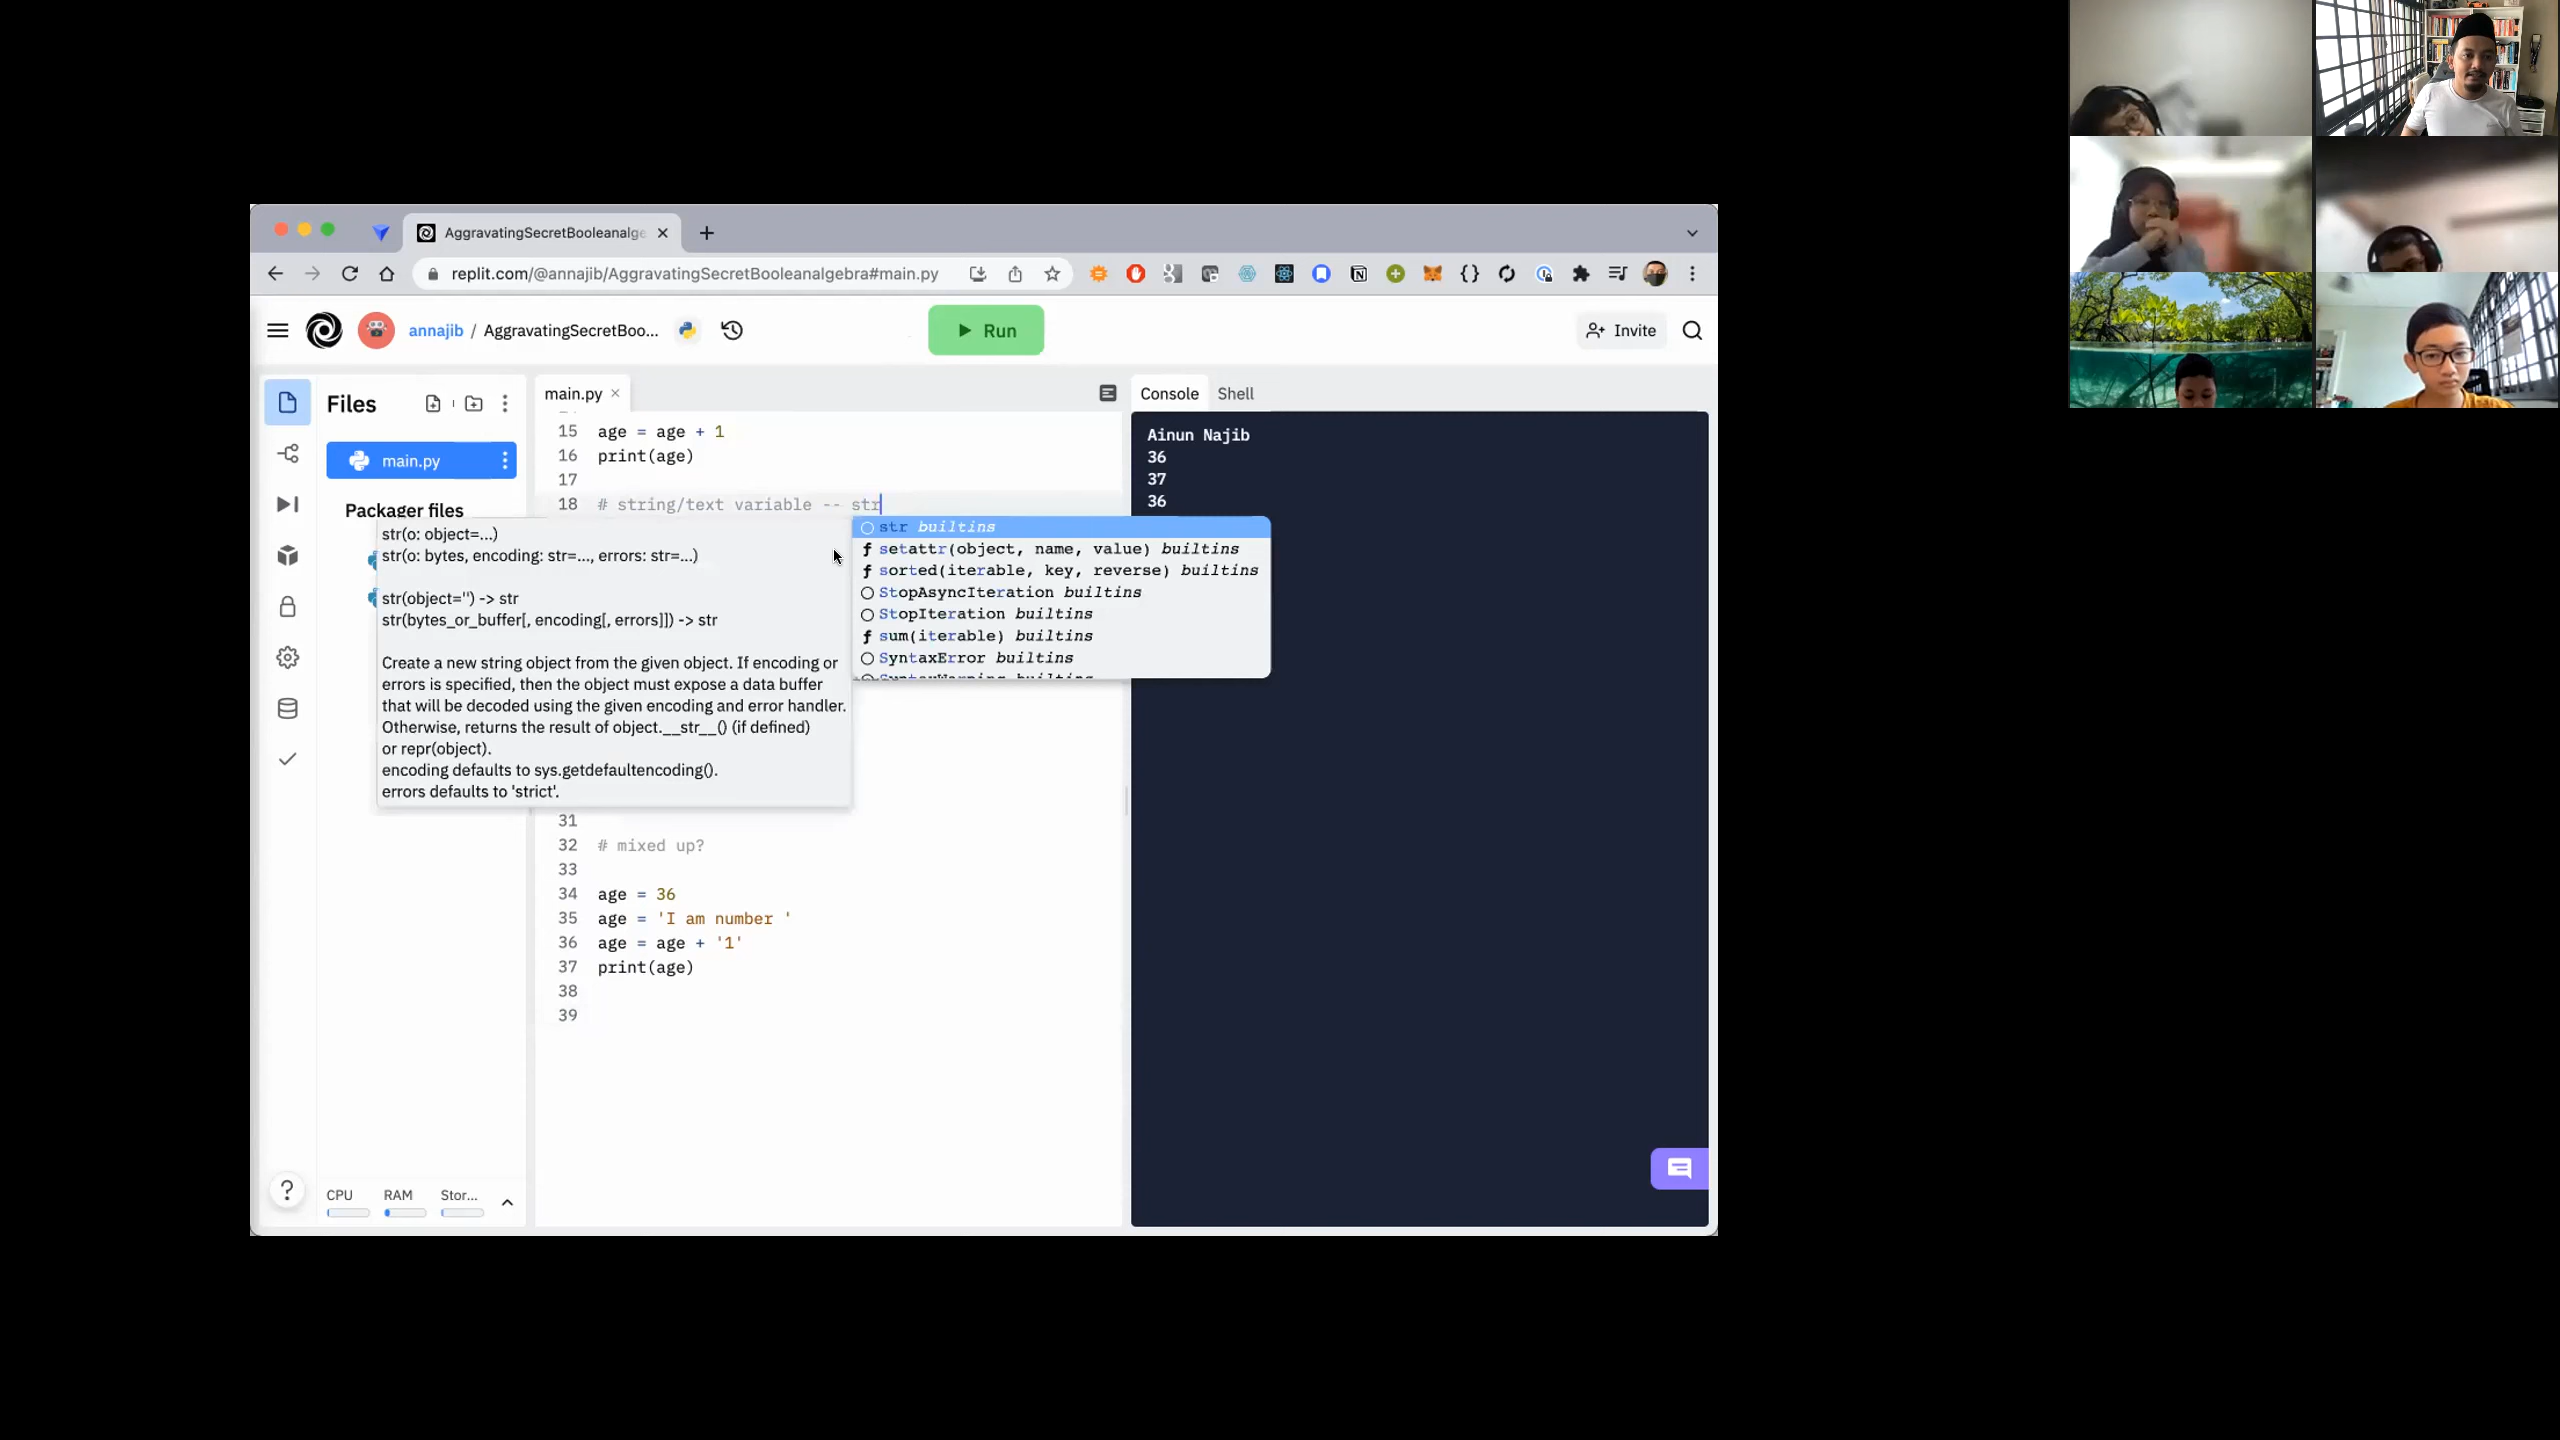 AggravatingSecretBooleanalge
replit.com/@annajib/AggravatingSecretBooleanalgebra#main.py
annajib / AggravatingSecretBoo...
Run
Invite
Files
main.py
Console
Shell
main.py
Packager files
15 age = age + 1
16 print(age)
17
18 # string/text variable -- str
str(o: object=...)
str(o: bytes, encoding: str=..., errors: str=...)
str(object='') -> str
str(bytes_or_buffer[, encoding[, errors]]) -> str
Create a new string object from the given object. If encoding or
errors is specified, then the object must expose a data buffer
that will be decoded using the given encoding and error handler.
Otherwise, returns the result of object.__str__() (if defined)
or repr(object).
encoding defaults to sys.getdefaultencoding().
errors defaults to 'strict'.
str builtins
setattr(object, name, value) builtins
sorted(iterable, key, reverse) builtins
StopAsyncIteration builtins
StopIteration builtins
sum(iterable) builtins
SyntaxError builtins
31
32 # mixed up?
33
34 age = 36
35 age = 'I am number '
36 age = age + '1'
37 print(age)
38
39
Ainun Najib
36
37
36
CPU
RAM
Stor...